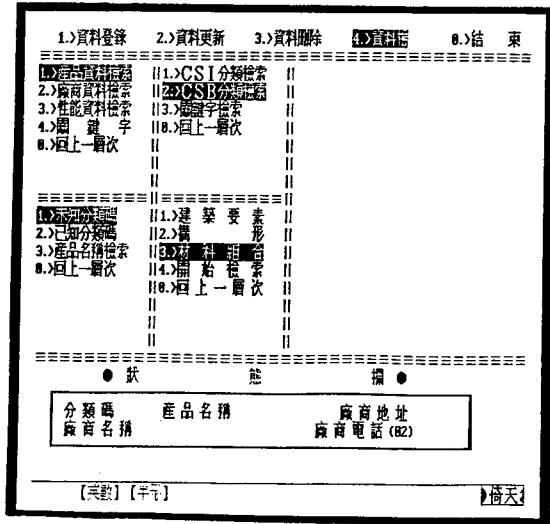 1.>資料登錄 2.>資料更新 3.>資料刪除 4.>資料檢 0.>結 束
1.>產品資料檢索
2.>廠商資料檢索
3.>性能資料檢索
4.>關 鍵 字
0.>回上一層次
1.>CSI分類檢索
2.>CSB分類檢索
3.>關鍵字檢索
0.>回上一層次
1.>未知分類碼
2.>已知分類碼
3.>產品名稱檢索
0.>回上一層次
1.>建 築 要 素
2.>構 形
3.>材 料 組 合
4.>開 始 檢 索
0.>回 上 一 層 次
● 狀 態 欄 ●
分類碼 產品名稱 廠商地址
廠商名稱 廠商電話(02)
[英數] [半形] 倚天